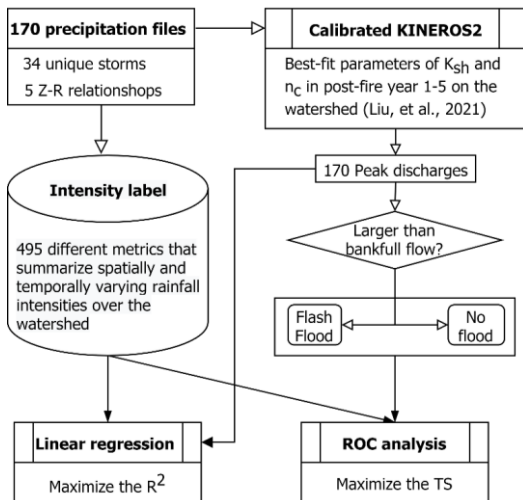 170 precipitation files
34 unique storms
5 Z-R relationshops
Calibrated KINEROS2
Best-fit parameters of Ksh and
nc in post-fire year 1-5 on the
watershed (Liu, et al., 2021)
170 Peak discharges
Intensity label
495 different metrics that
summarize spatially and
temporally varying rainfall
intensities over the
watershed
Larger than
bankfull flow?
Flash
Flood
No
flood
Linear regression
Maximize the R²
ROC analysis
Maximize the TS